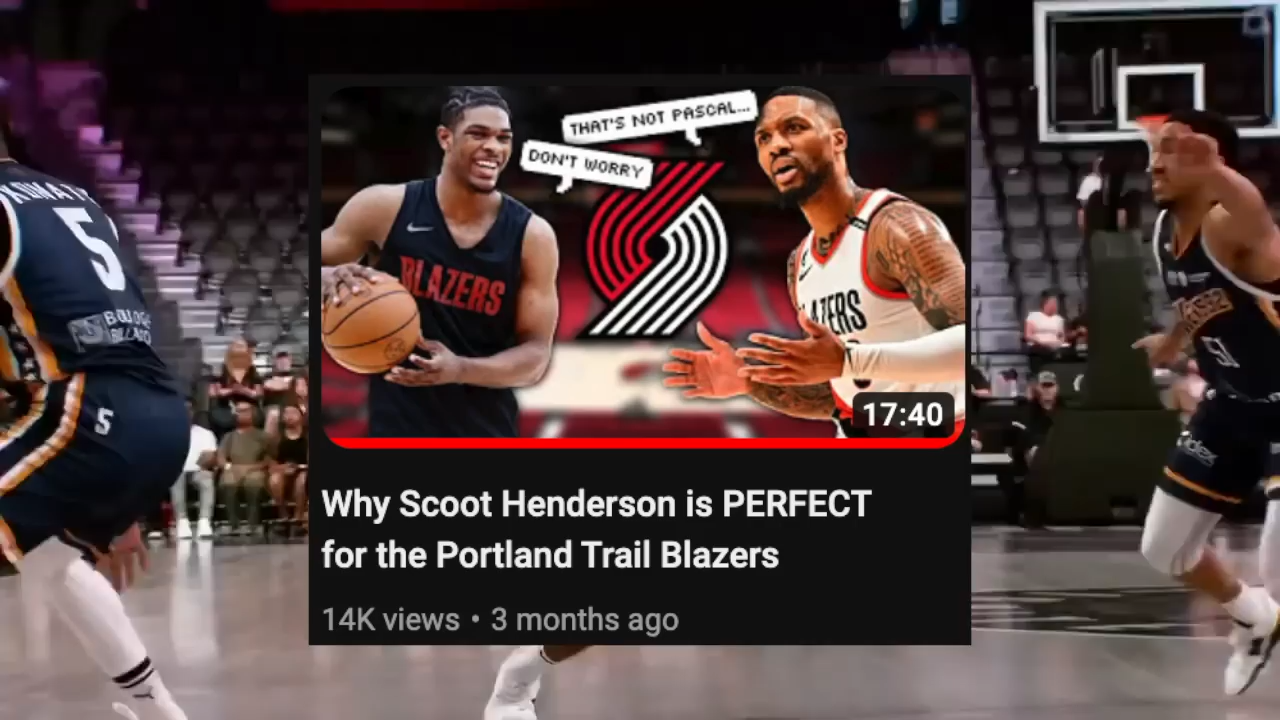 THAT'S NOT PASCAL...
DON'T WORRY
BLAZERS
LAZERS
17:40
Why Scoot Henderson is PERFECT
for the Portland Trail Blazers
14K views • 3 months ago
5
5
51